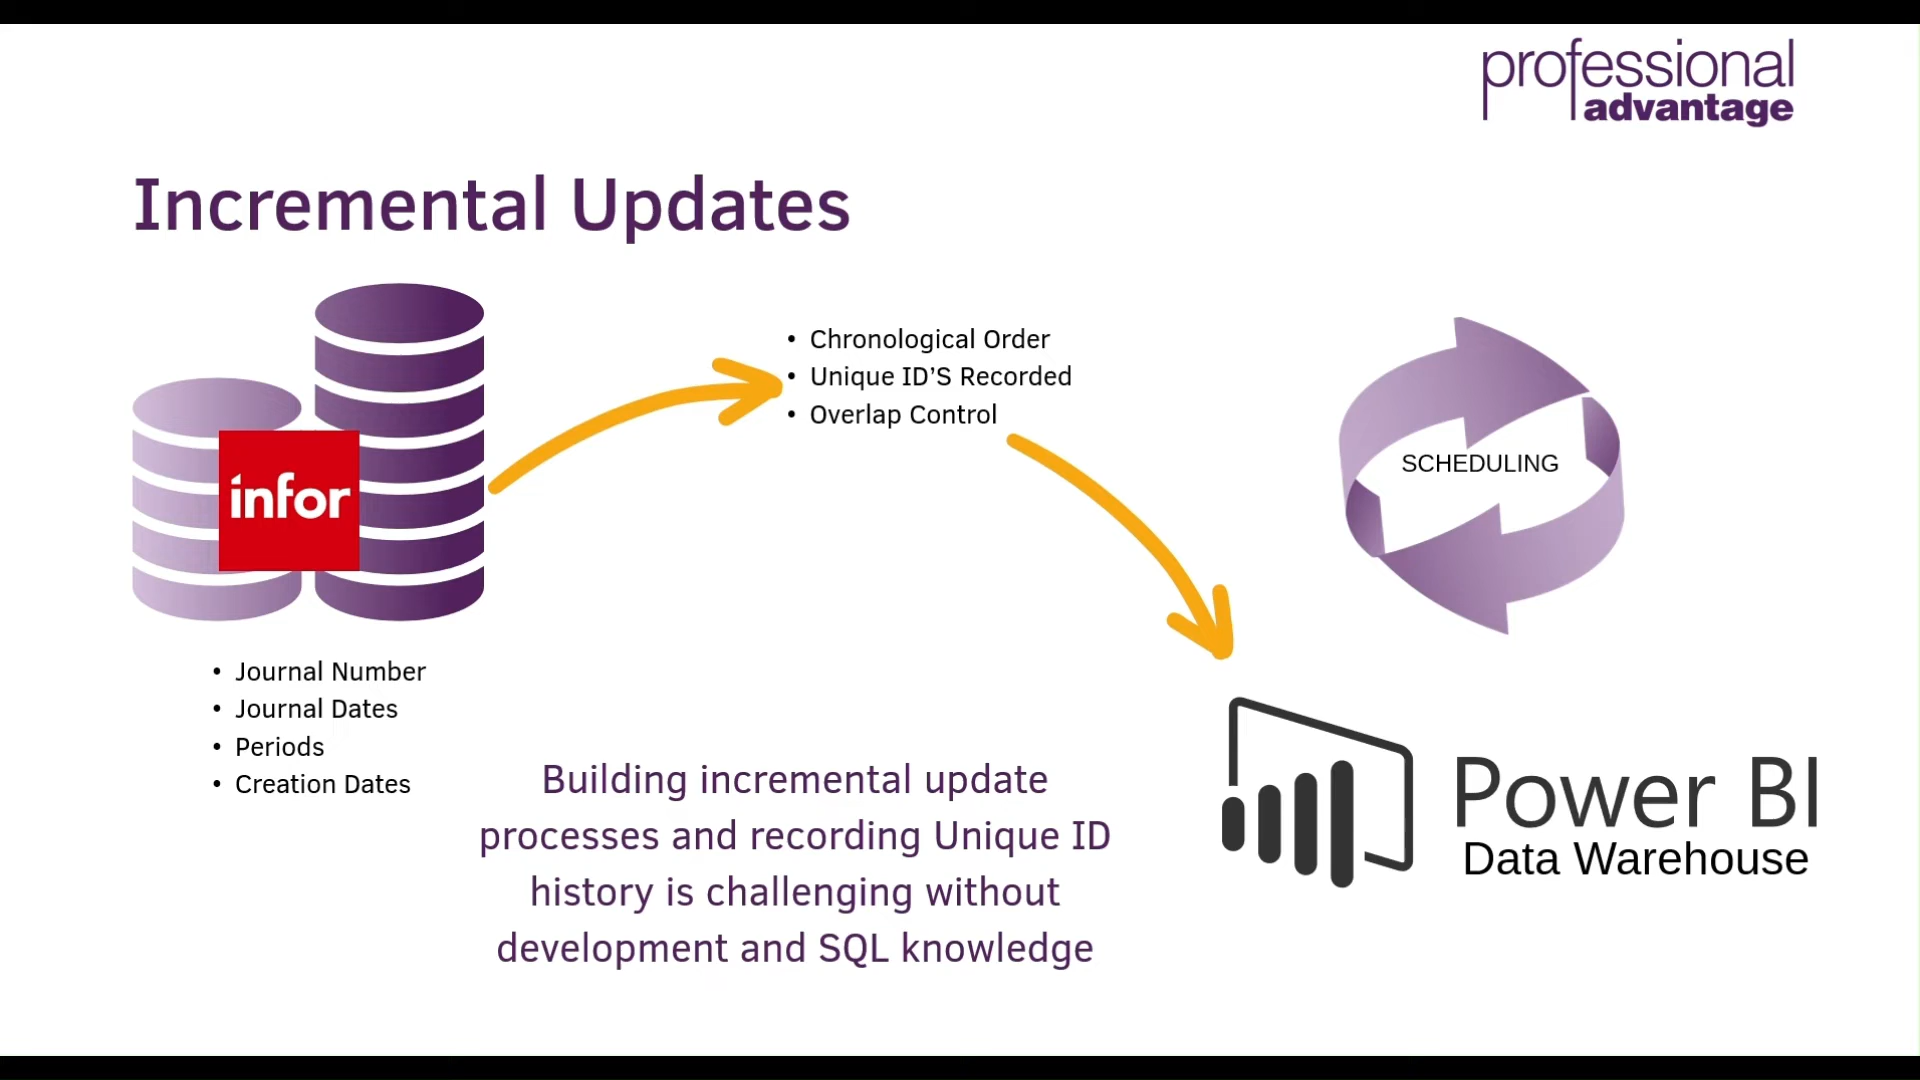 professional
advantage
Incremental Updates
infor
• Chronological Order
• Unique ID’S Recorded
• Overlap Control
SCHEDULING
• Journal Number
• Journal Dates
• Periods
• Creation Dates
Building incremental update
processes and recording Unique ID
history is challenging without
development and SQL knowledge
Power BI
Data Warehouse